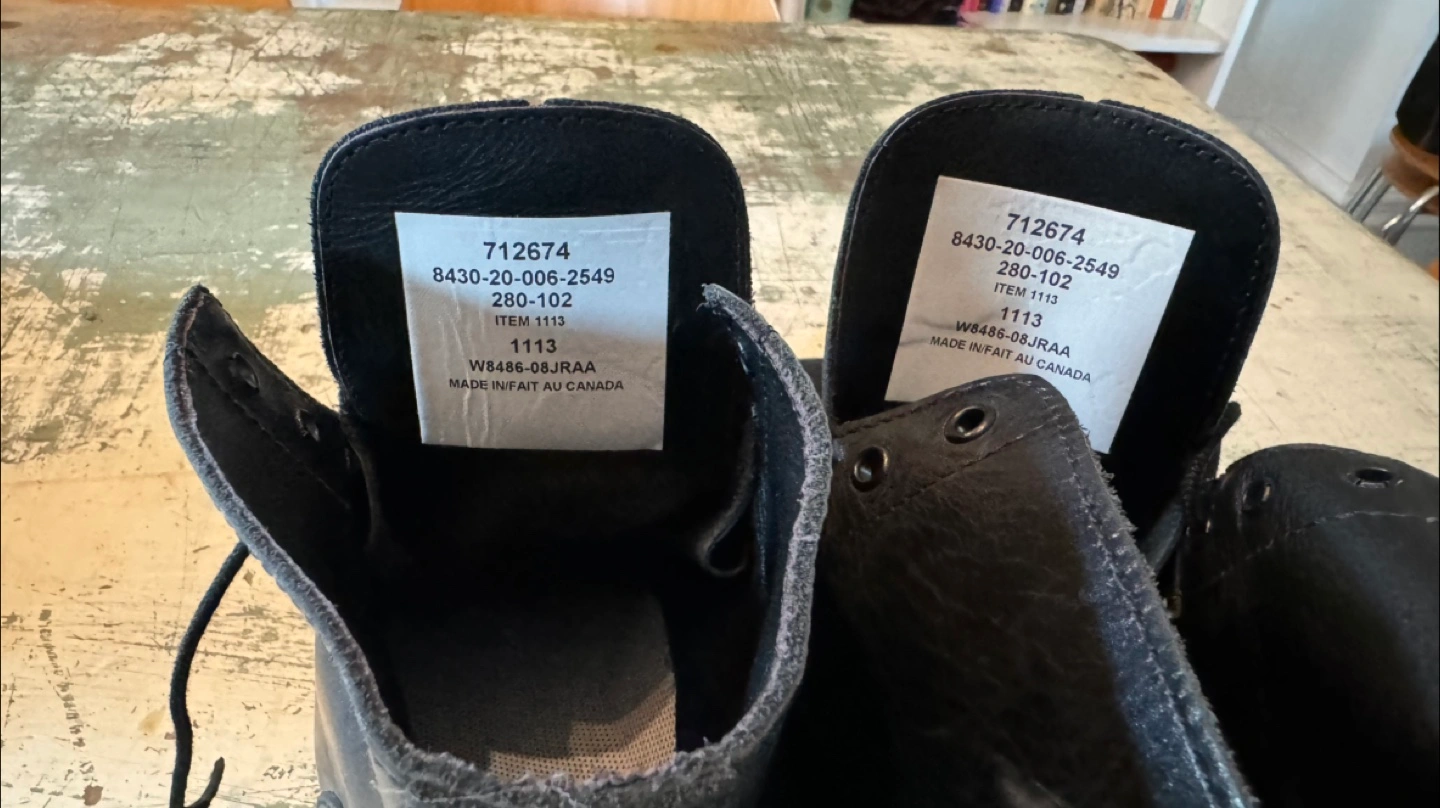 712674
8430-20-006-2549
280-102
ITEM 1113
1113
W8486-08JRAA
MADE IN/FAIT AU CANADA
712674
8430-20-006-2549
280-102
ITEM 1113
1113
W8486-08JRAA
MADE IN/FAIT AU CANADA